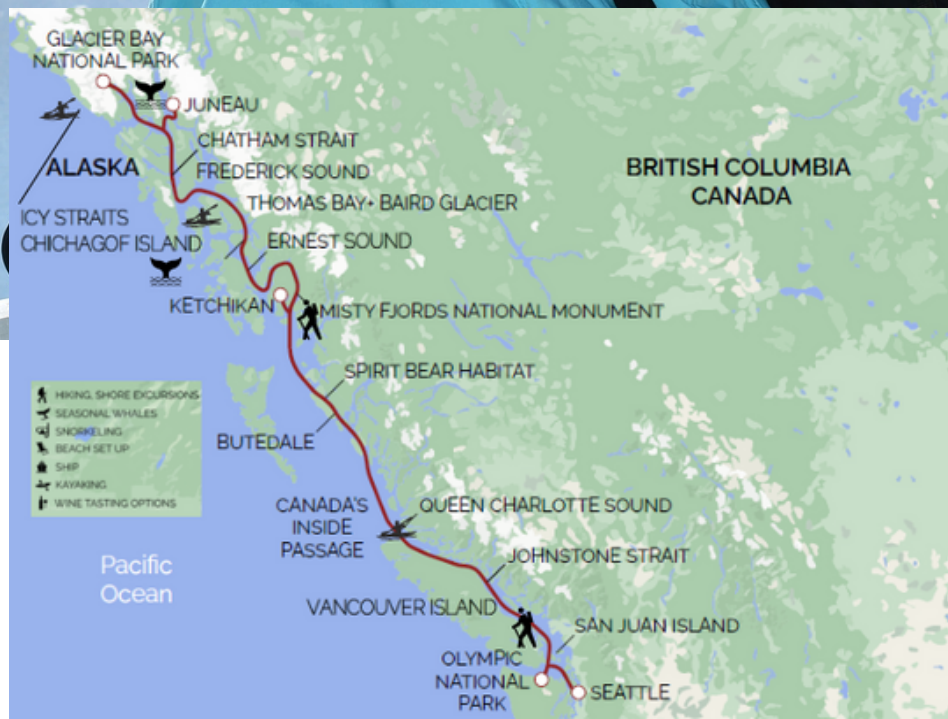 GLACIER BAY
NATIONAL PARK
JUNEAU
CHATHAM STRAIT
ALASKA
FREDERICK SOUND
BRITISH COLUMBIA
CANADA
THOMAS BAY+ BAIRD GLACIER
ICY STRAITS
CHICHAGOF ISLAND
ERNEST SOUND
KETCHIKAN
MISTY FJORDS NATIONAL MONUMENT
SPIRIT BEAR HABITAT
HIKING, SHORE EXCURSIONS
SEASONAL WHALES
SNORKELING
BEACH SET UP
SHIP
KAYAKING
WINE TASTING OPTIONS
BUTEDALE
CANADA'S
INSIDE
PASSAGE
QUEEN CHARLOTTE SOUND
JOHNSTONE STRAIT
Pacific
Ocean
VANCOUVER ISLAND
SAN JUAN ISLAND
OLYMPIC
NATIONAL
PARK
SEATTLE